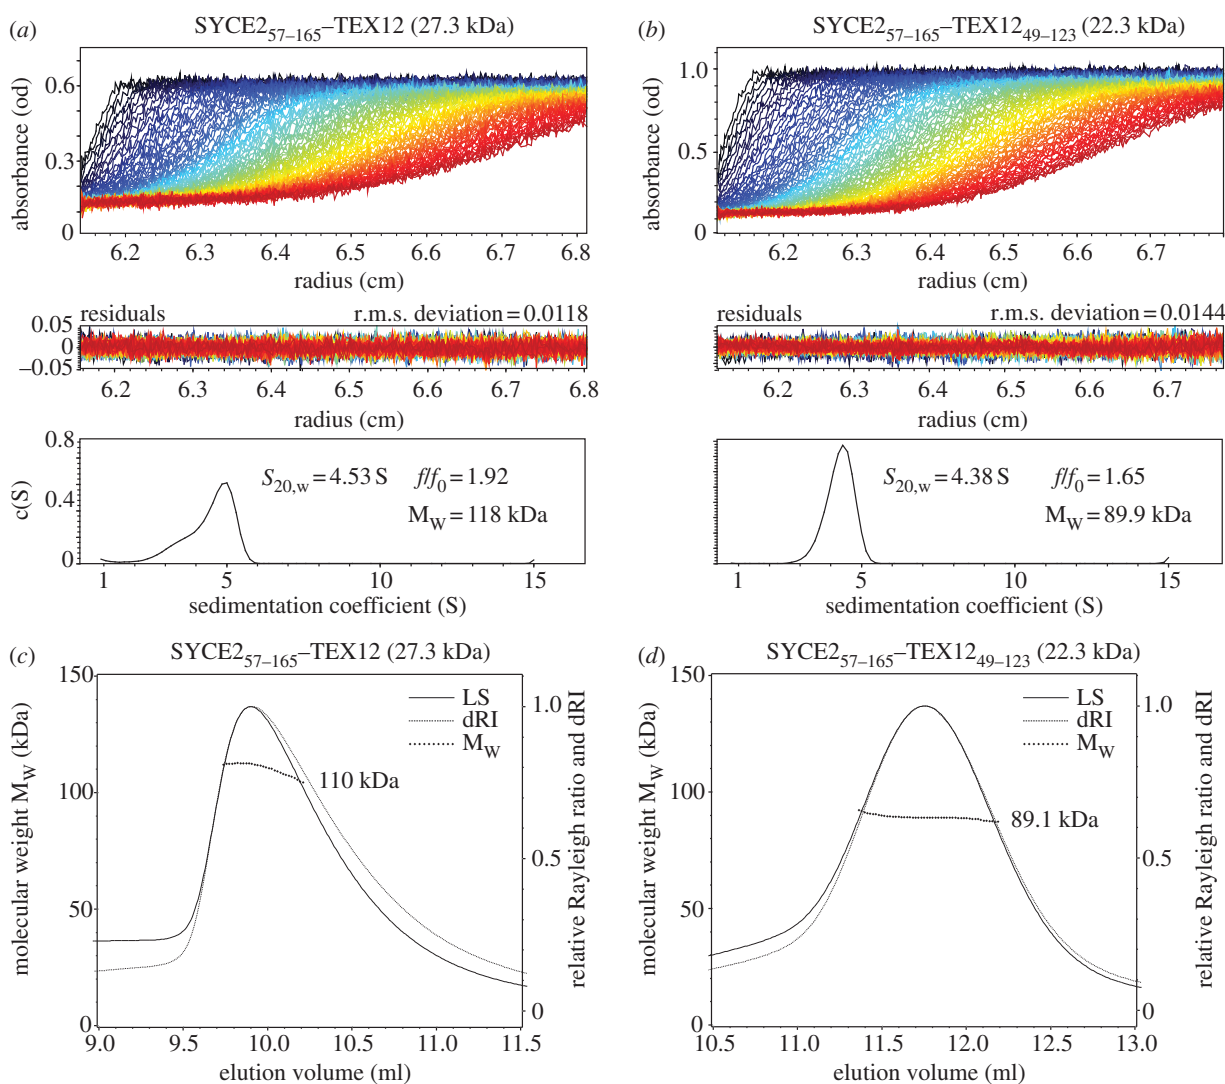 (a) SYCE257–165–TEX12 (27.3 kDa)
absorbance (od)
0.6
0.3
0
6.2 6.3 6.4 6.5 6.6 6.7 6.8
radius (cm)
residuals r.m.s. deviation = 0.0118
0.05
0
–0.05
6.2 6.3 6.4 6.5 6.6 6.7 6.8
radius (cm)
c(S)
0.8
0.4
0
S20,w = 4.53 S f/f0 = 1.92
MW = 118 kDa
1 5 10 15
sedimentation coefficient (S)
(b) SYCE257–165–TEX1249–123 (22.3 kDa)
absorbance (od)
1.0
0.5
0
6.2 6.3 6.4 6.5 6.6 6.7
radius (cm)
residuals r.m.s. deviation = 0.0144
6.2 6.3 6.4 6.5 6.6 6.7
radius (cm)
S20,w = 4.38 S f/f0 = 1.65
MW = 89.9 kDa
1 5 10 15
sedimentation coefficient (S)
(c) SYCE257–165–TEX12 (27.3 kDa)
molecular weight MW (kDa)
150
100
50
0
LS
dRI
MW
110 kDa
1.0
0.5
0
relative Rayleigh ratio and dRI
9.0 9.5 10.0 10.5 10.0 11.5
elution volume (ml)
(d) SYCE257–165–TEX1249–123 (22.3 kDa)
molecular weight MW (kDa)
150
100
50
0
LS
dRI
MW
89.1 kDa
1.0
0.5
0
relative Rayleigh ratio and dRI
10.5 11.0 11.5 12.0 12.5 13.0
elution volume (ml)